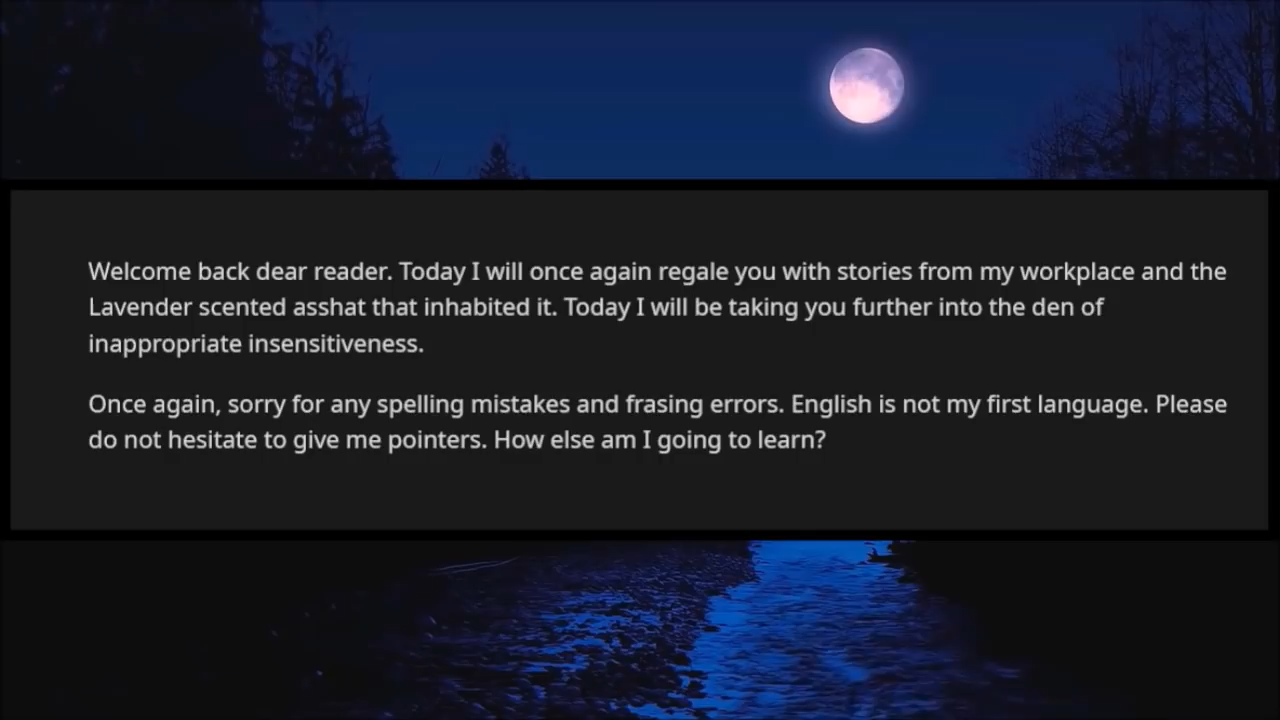 Welcome back dear reader. Today I will once again regale you with stories from my workplace and the
Lavender scented asshat that inhabited it. Today I will be taking you further into the den of
inappropriate insensitiveness.
Once again, sorry for any spelling mistakes and frasing errors. English is not my first language. Please
do not hesitate to give me pointers. How else am I going to learn?